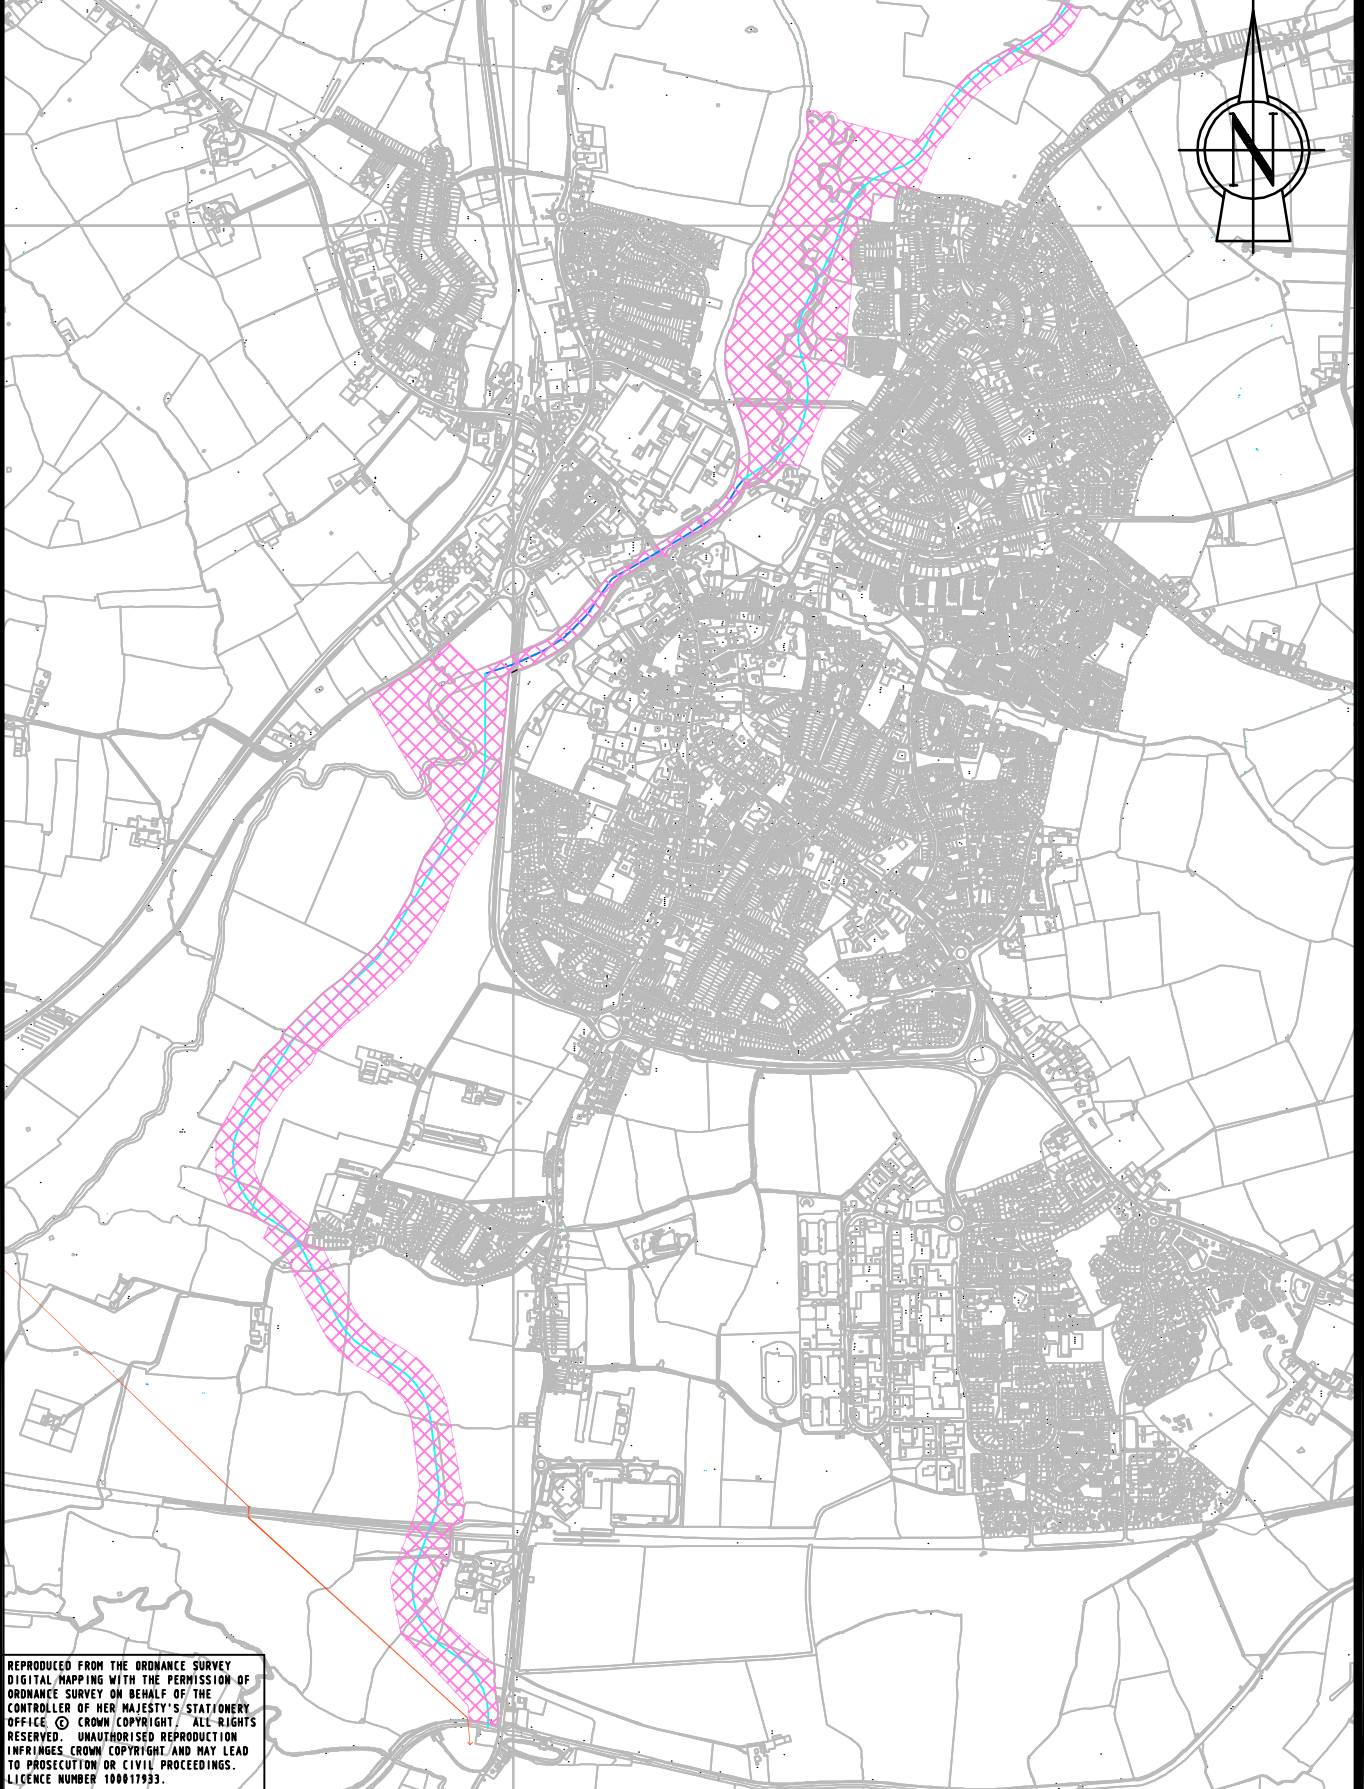 N
REPRODUCED FROM THE ORDNANCE SURVEY
DIGITAL MAPPING WITH THE PERMISSION OF
ORDNANCE SURVEY ON BEHALF OF THE
CONTROLLER OF HER MAJESTY'S STATIONERY
OFFICE © CROWN COPYRIGHT. ALL RIGHTS
RESERVED. UNAUTHORISED REPRODUCTION
INFRINGES CROWN COPYRIGHT AND MAY LEAD
TO PROSECUTION OR CIVIL PROCEEDINGS.
LICENCE NUMBER 100017933.